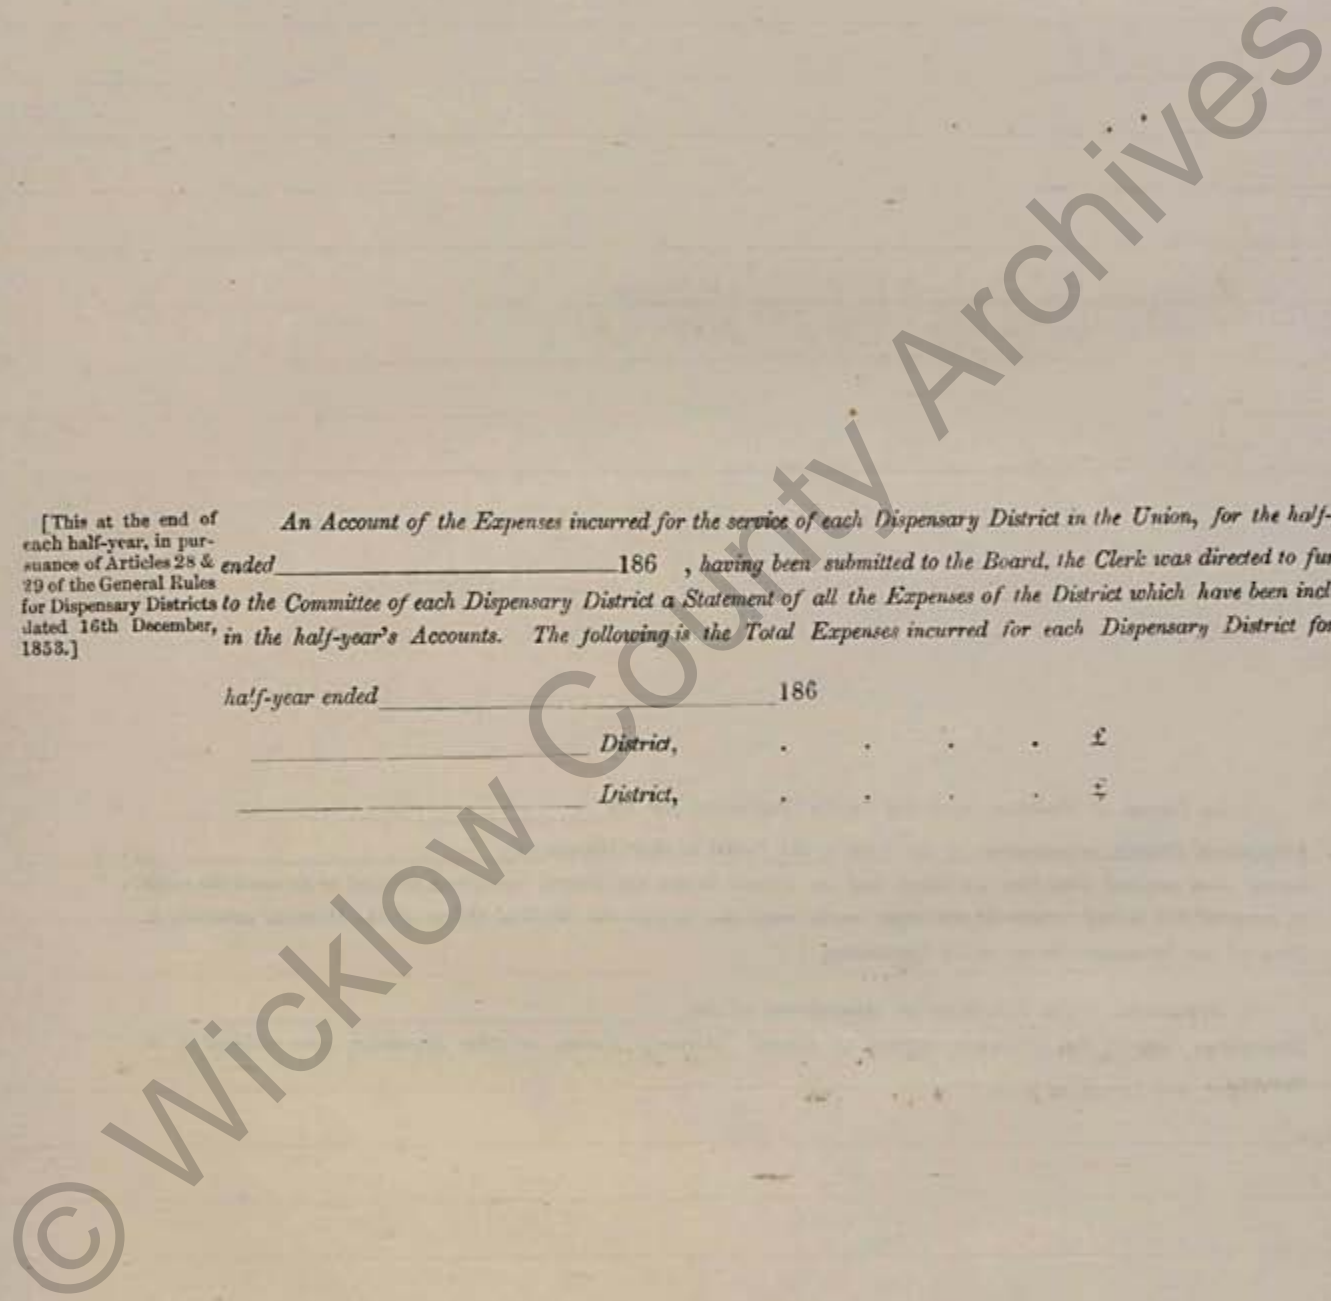 [This at the end of
each half-year, in pur-
suance of Articles 28 &
29 of the General Rules
for Dispensary Districts
dated 16th December,
1853.]
An Account of the Expenses incurred for the service of each Dispensary District in the Union, for the half-
ended 186 , having been submitted to the Board, the Clerk was directed to fur
to the Committee of each Dispensary District a Statement of all the Expenses of the District which have been incl
in the half-year's Accounts. The following is the Total Expenses incurred for each Dispensary District for
half-year ended 186
District, . . . . £
District, . . . . £
© Wicklow County Archives